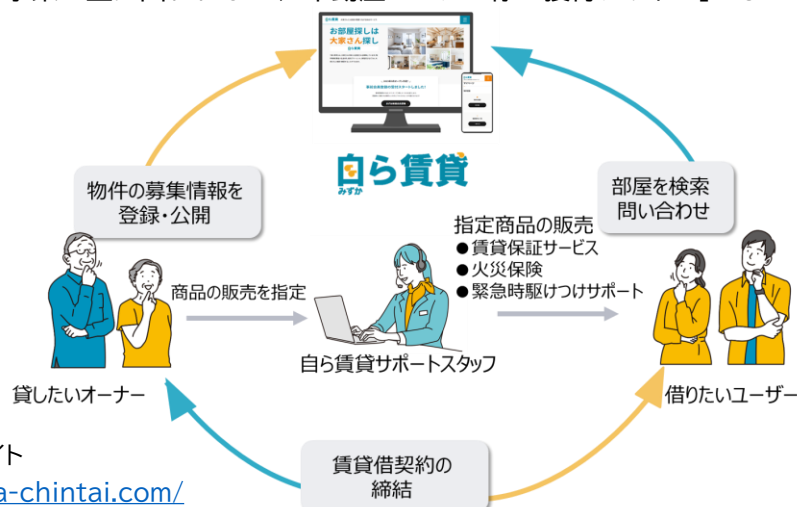 お部屋探しは
大家さん探し
自ら賃貸
みずか
物件の募集情報を
登録・公開
部屋を検索
問い合わせ
指定商品の販売
●賃貸保証サービス
●火災保険
●緊急時駆けつけサポート
商品の販売を指定
自ら賃貸サポートスタッフ
貸したいオーナー
借りたいユーザー
賃貸借契約の
締結
イト
a-chintai.com/